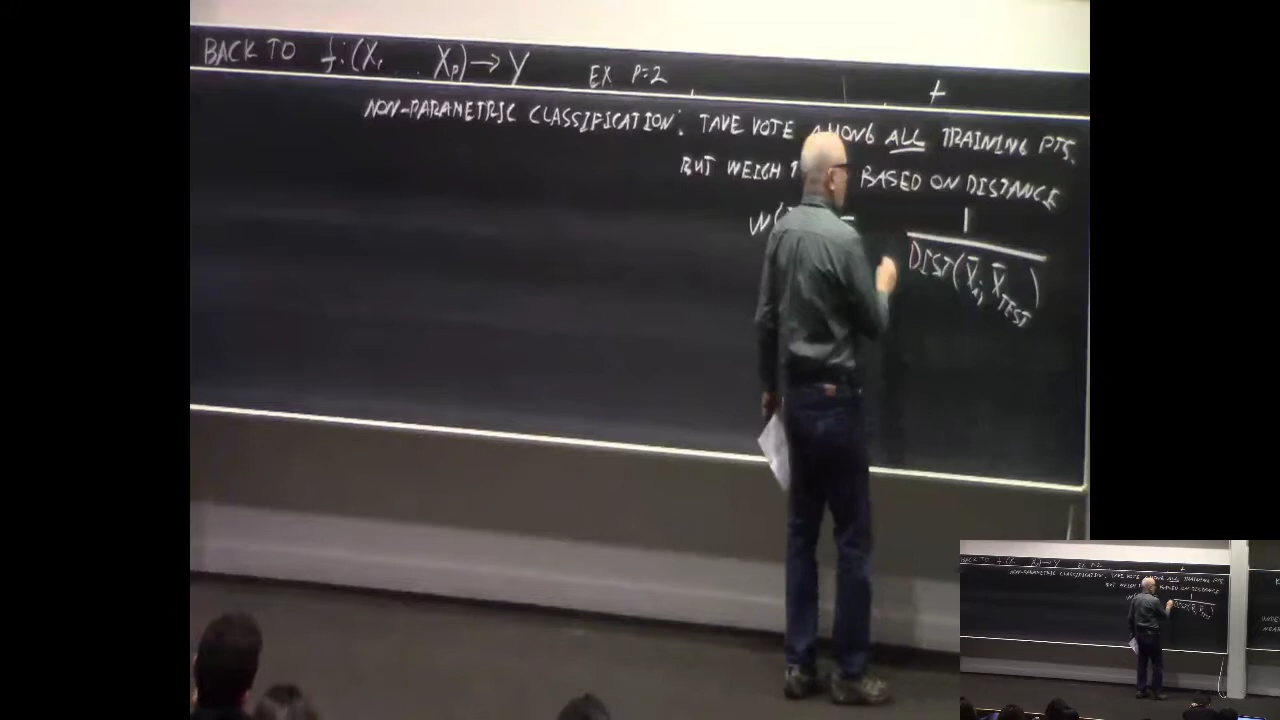 BACK TO f:(X₁ .. Xₚ)→Y EX P=2 +
NON-PARAMETRIC CLASSIFICATION: TAKE VOTE AMONG ALL TRAINING PTS.
BUT WEIGH BASED ON DISTANCE
W( = 1
DIST(X̄ᵢ, X̄TEST)